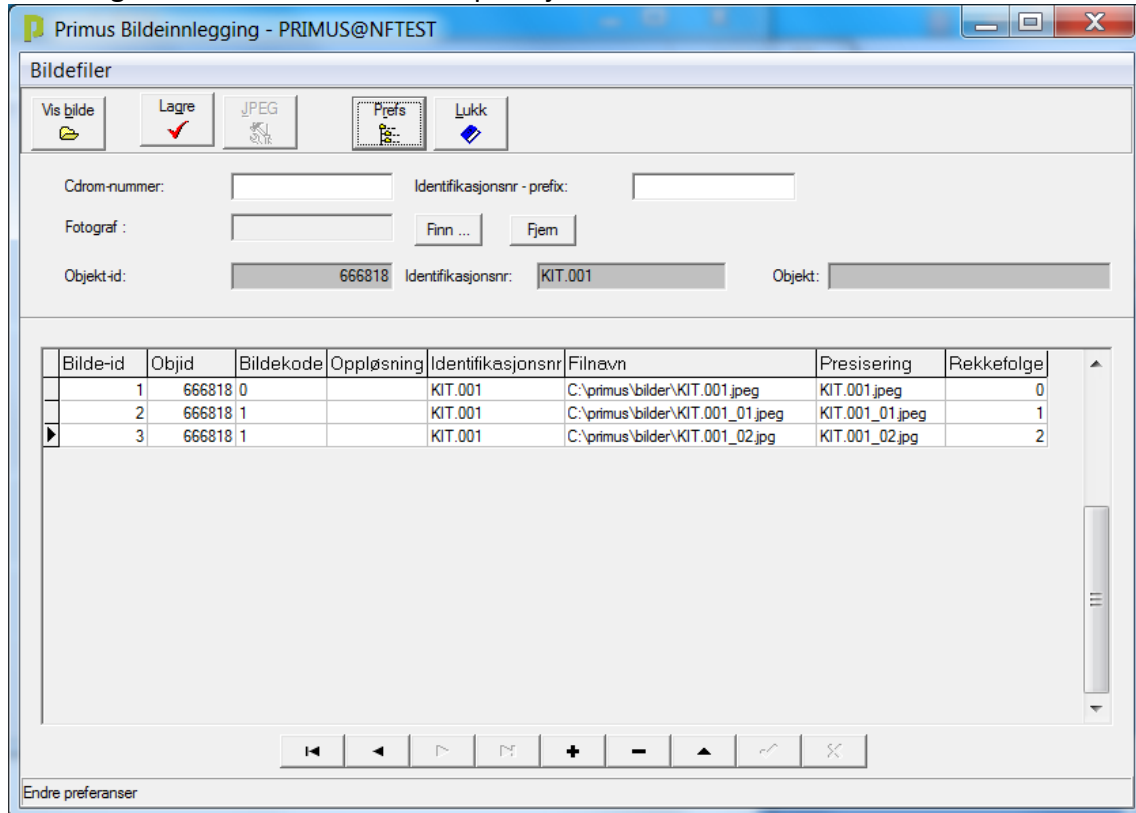 Primus Bildeinnlegging - PRIMUS@NFTEST
Bildefiler
Vis bilde Lagre JPEG Prefs Lukk
Cdrom-nummer: Identifikasjonsnr - prefix:
Fotograf : Finn ... Fjern
Objekt-id: 666818 Identifikasjonsnr: KIT.001 Objekt:
Bilde-id Objid Bildekode Oppløsning Identifikasjonsnr Filnavn Presisering Rekkefolge
1 666818 0 KIT.001 C:\primus\bilder\KIT.001.jpeg KIT.001.jpeg 0
2 666818 1 KIT.001 C:\primus\bilder\KIT.001_01.jpeg KIT.001_01.jpeg 1
3 666818 1 KIT.001 C:\primus\bilder\KIT.001_02.jpg KIT.001_02.jpg 2
Endre preferanser